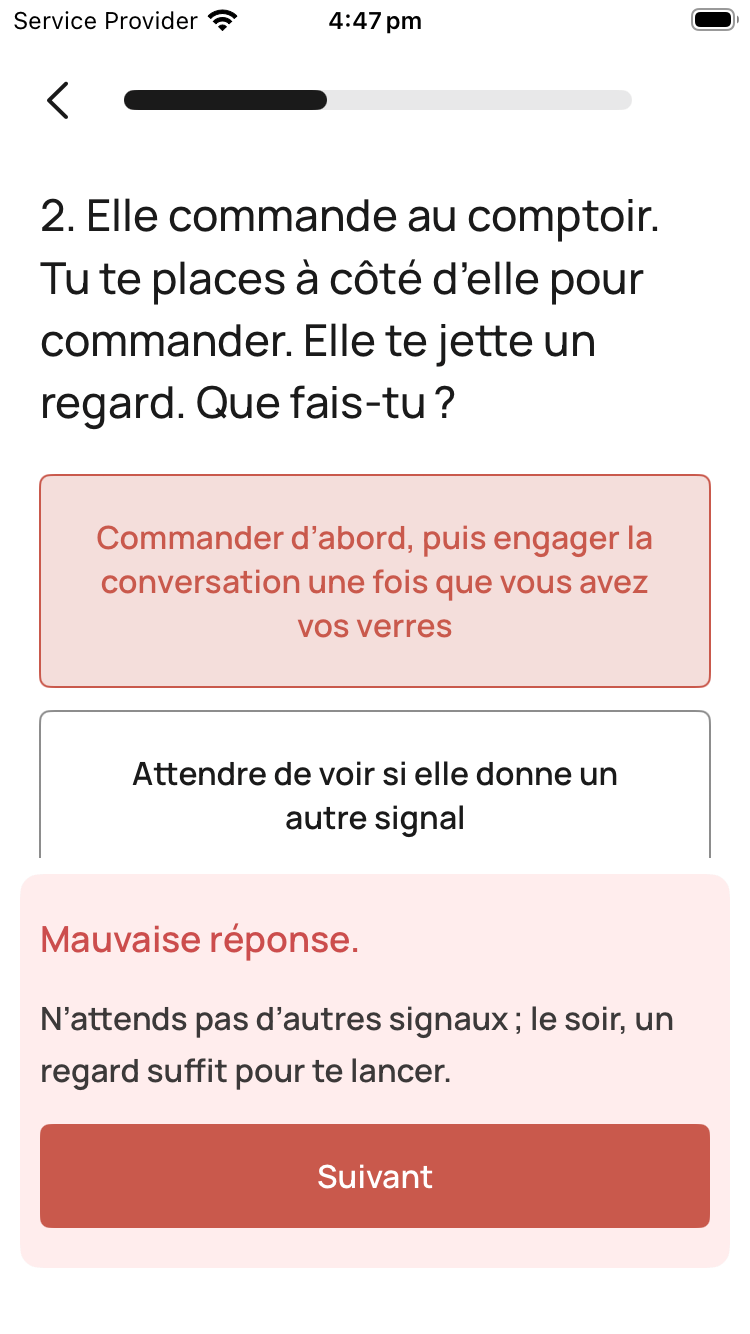 Service Provider
4:47 pm
2. Elle commande au comptoir.
Tu te places à côté d’elle pour
commander. Elle te jette un
regard. Que fais-tu ?
Commander d’abord, puis engager la
conversation une fois que vous avez
vos verres
Attendre de voir si elle donne un
autre signal
Mauvaise réponse.
N’attends pas d’autres signaux ; le soir, un
regard suffit pour te lancer.
Suivant